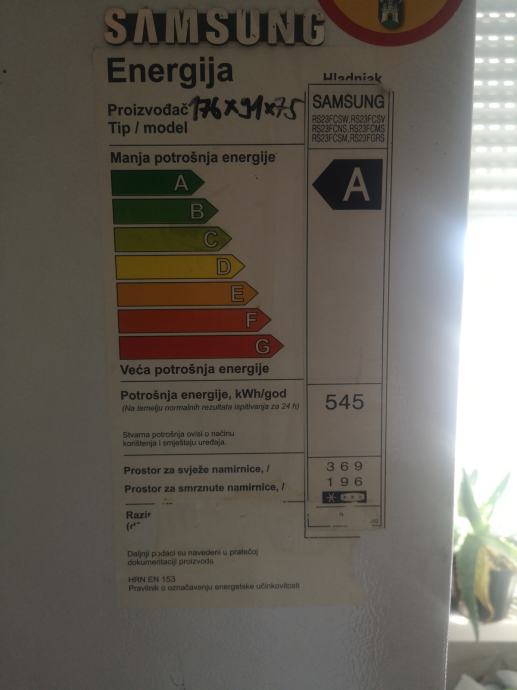 SAMSUNG
Energija
Hladnjak
Proizvođač 176x91x75
Tip / model
SAMSUNG
RS23FCSW,RS23FCSV
RS23FCNS,RS23FCMS
RS23FCSM,RS23FGRS
Manja potrošnja energije
A
A
B
C
D
E
F
G
Veća potrošnja energije
Potrošnja energije, kWh/god
545
(Na temelju normalnih rezultata ispitivanja za 24 h)
Stvarna potrošnja ovisi o načinu
korištenja i smještaju uređaja.
Prostor za svježe namirnice, l
369
Prostor za smrznute namirnice, l
196
Daljnji podaci su navedeni u pratećoj
dokumentaciji proizvoda
HRN EN 153
Pravilnik o označavanju energetske učinkovitosti